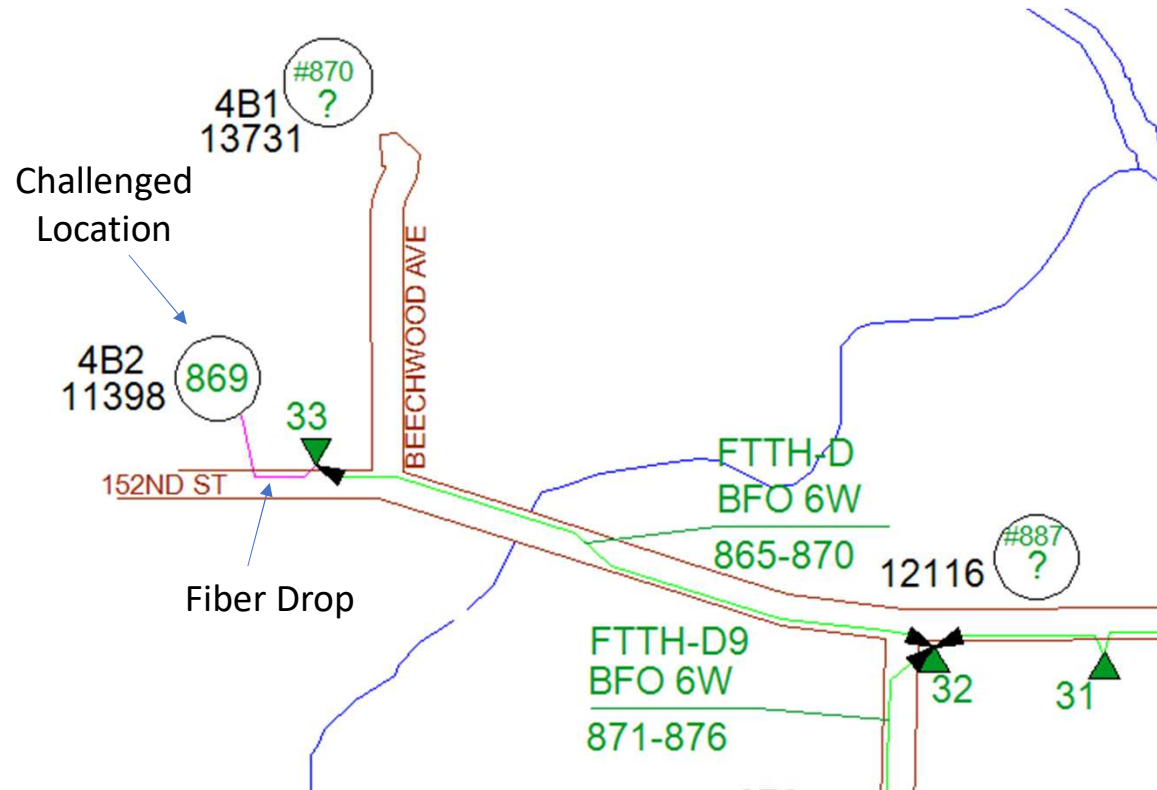 #870
?
4B1
13731
Challenged
Location
BEECHWOOD AVE
4B2
11398
869
33
152ND ST
Fiber Drop
FTTH-D
BFO 6W
865-870
12116
#887
?
FTTH-D9
BFO 6W
871-876
32
31